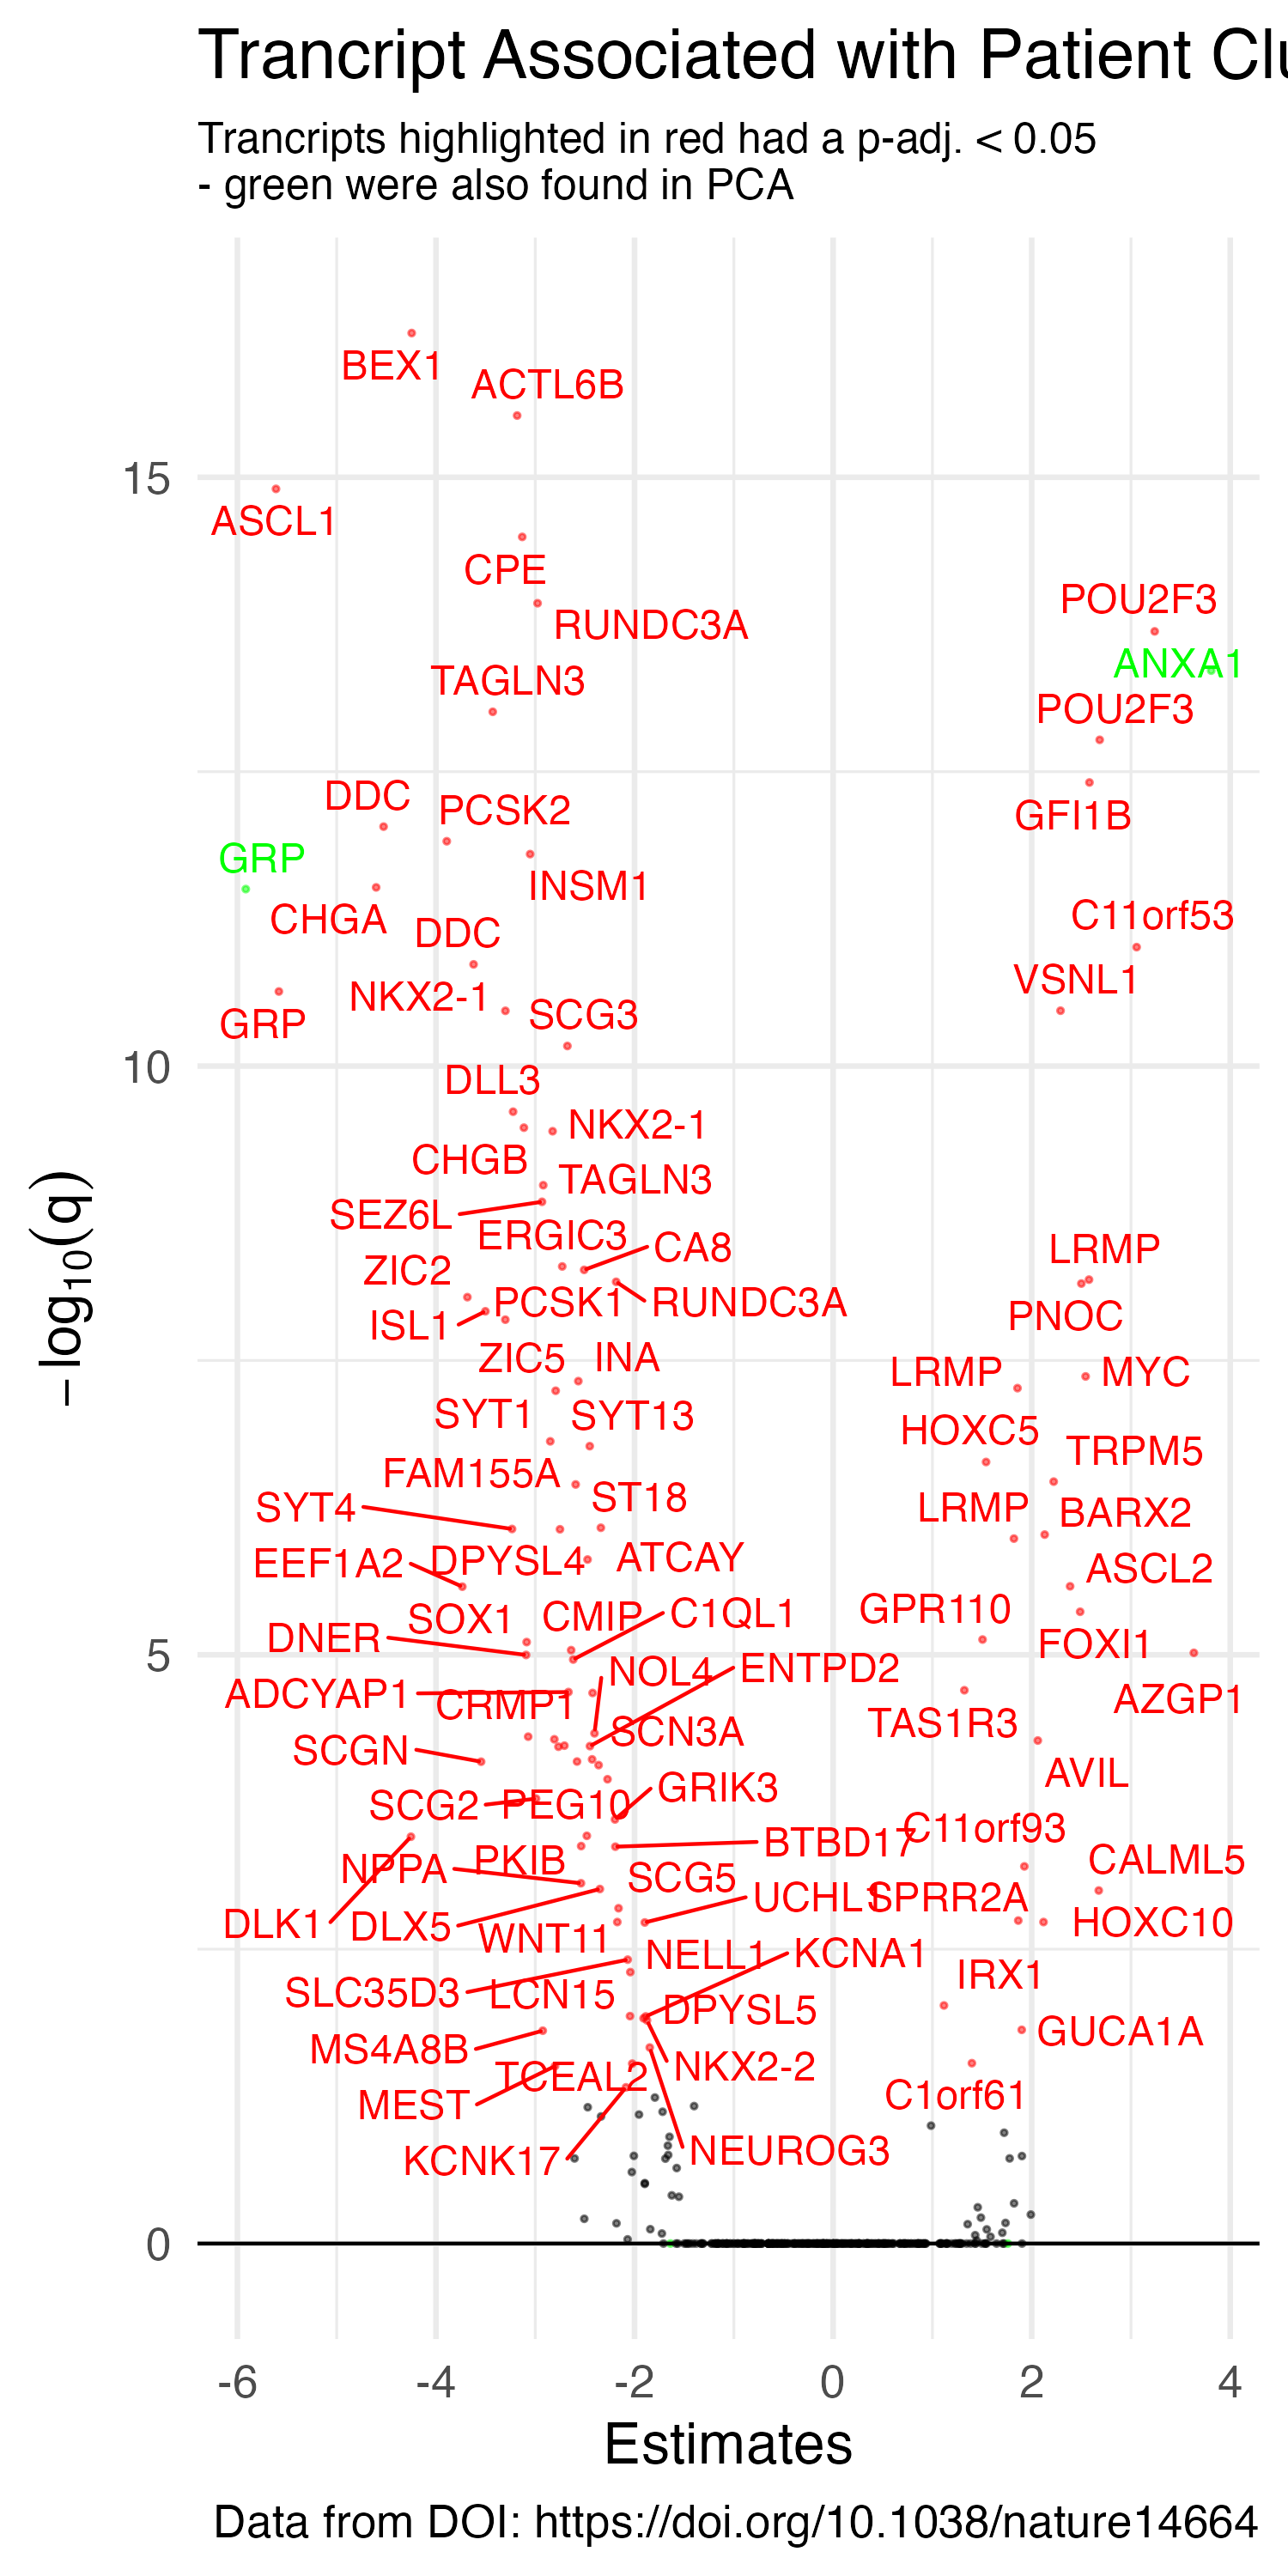 Trancript Associated with Patient Clu
Trancripts highlighted in red had a p-adj. < 0.05
- green were also found in PCA
BEX1
ACTL6B
15
ASCL1
CPE
POU2F3
RUNDC3A
ANXA1
TAGLN3
POU2F3
DDC
PCSK2
GFI1B
GRP
INSM1
CHGA
C11orf53
DDC
VSNL1
NKX2-1
SCG3
GRP
10
DLL3
NKX2-1
CHGB
TAGLN3
SEZ6L
ERGIC3
CA8
LRMP
ZIC2
PCSK1
RUNDC3A
PNOC
ISL1
ZIC5
INA
LRMP
MYC
SYT1
SYT13
HOXC5
TRPM5
FAM155A
ST18
SYT4
LRMP
BARX2
EEF1A2
DPYSL4
ATCAY
ASCL2
SOX1
CMIP
C1QL1
GPR110
DNER
FOXI1
5
NOL4
ENTPD2
ADCYAP1
CRMP1
AZGP1
SCN3A
TAS1R3
SCGN
AVIL
GRIK3
SCG2
PEG10
C11orf93
BTBD17
NPPA
PKIB
CALML5
SCG5
UCHL1
SPRR2A
DLK1
DLX5
HOXC10
WNT11
NELL1
KCNA1
IRX1
SLC35D3
LCN15
DPYSL5
GUCA1A
MS4A8B
NKX2-2
TCEAL2
C1orf61
MEST
NEUROG3
KCNK17
0
-6 -4 -2 0 2 4
−log10(q)
Estimates
Data from DOI: https://doi.org/10.1038/nature14664